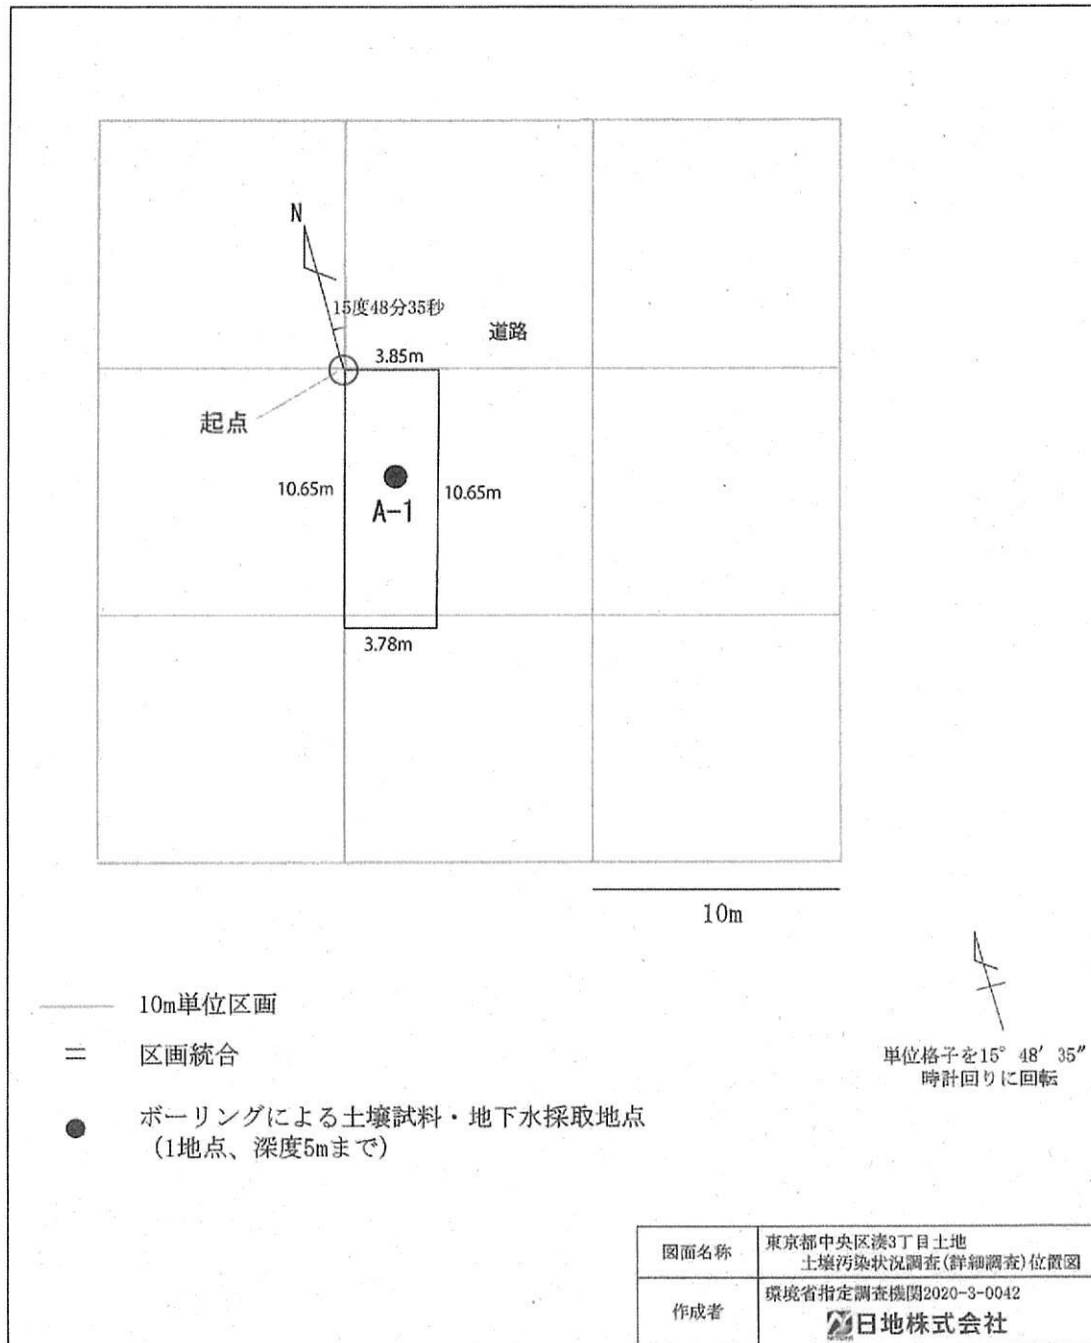 N
15度48分35秒
道路
3.85m
起点
10.65m
10.65m
A-1
3.78m
10m
10m単位区画
区画統合
ボーリングによる土壌試料・地下水採取地点
(1地点、深度5mまで)
単位格子を15°48′35″
時計回りに回転
図面名称
東京都中央区湊3丁目土地
土壌汚染状況調査(詳細調査)位置図
作成者
環境省指定調査機関2020-3-0042
日地株式会社